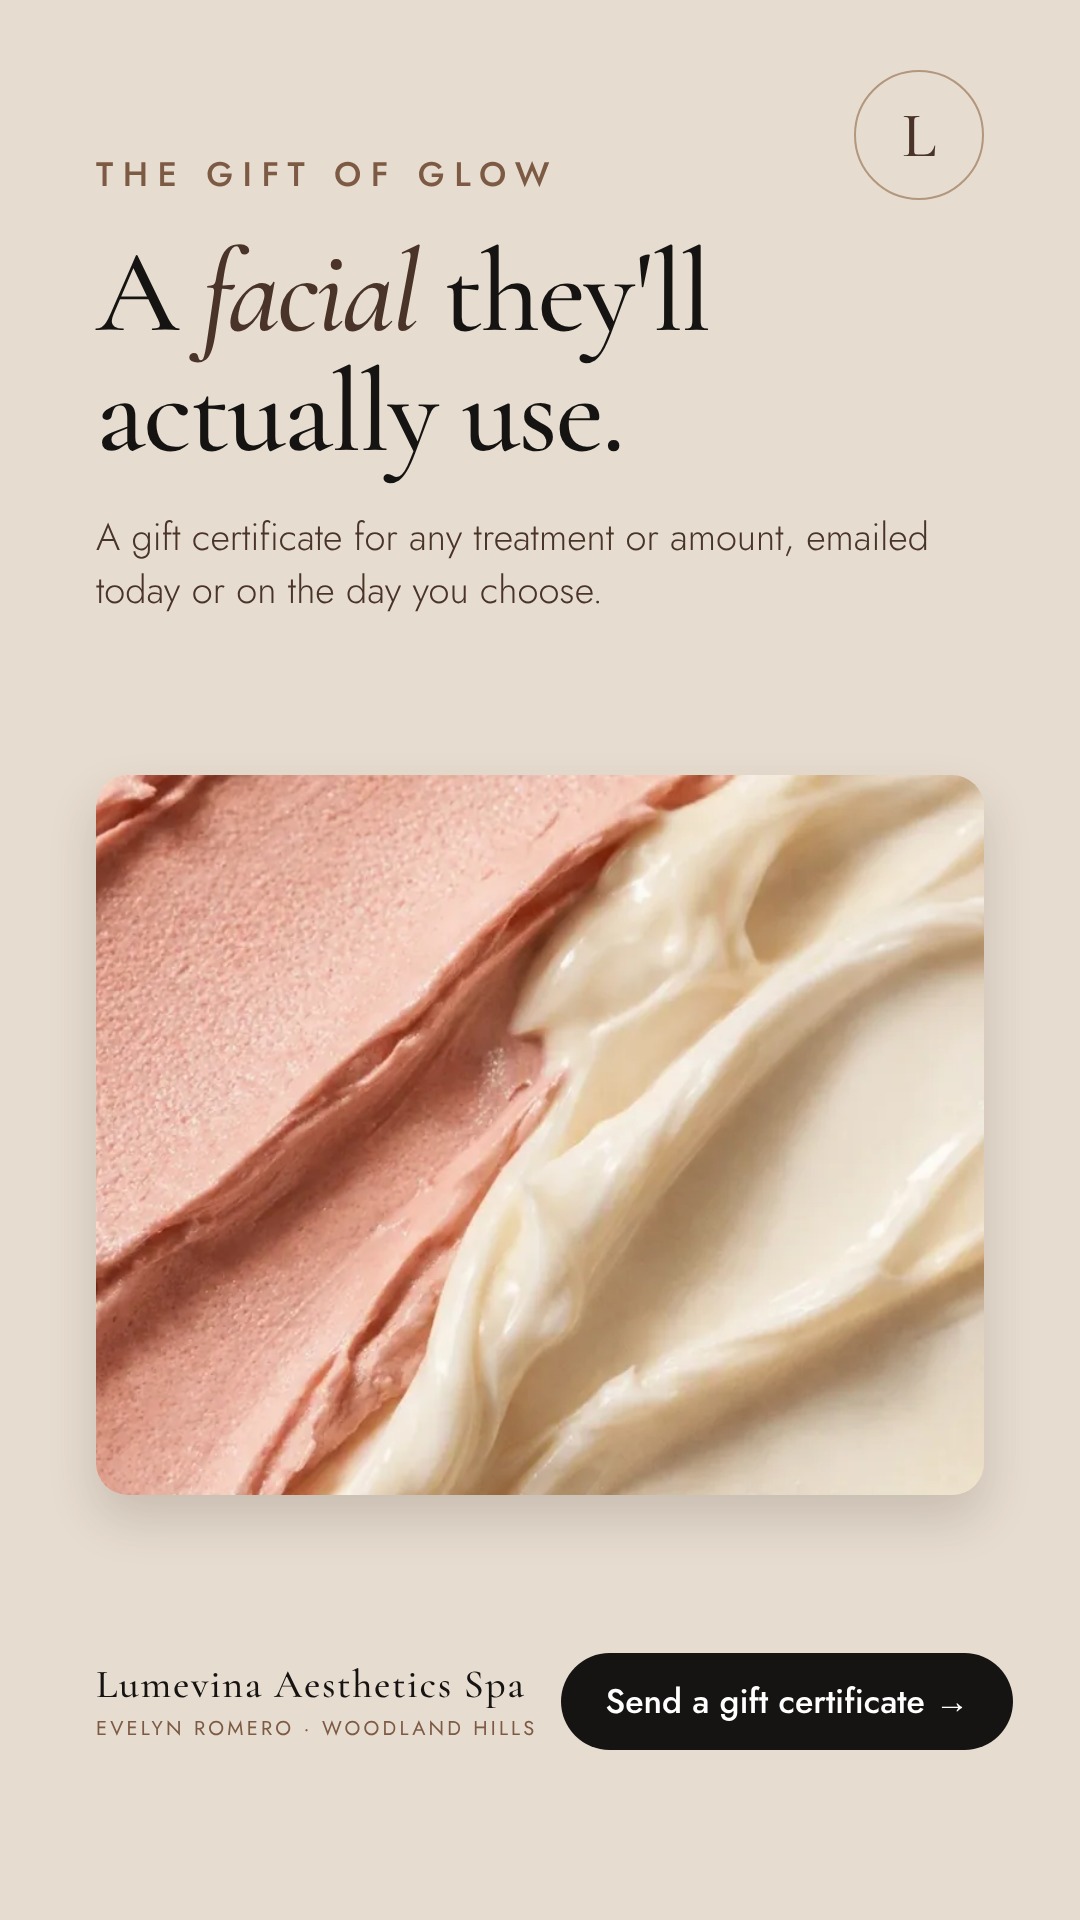 L
THE GIFT OF GLOW
A facial they'll
actually use.
A gift certificate for any treatment or amount, emailed
today or on the day you choose.
Lumevina Aesthetics Spa
EVELYN ROMERO · WOODLAND HILLS
Send a gift certificate →